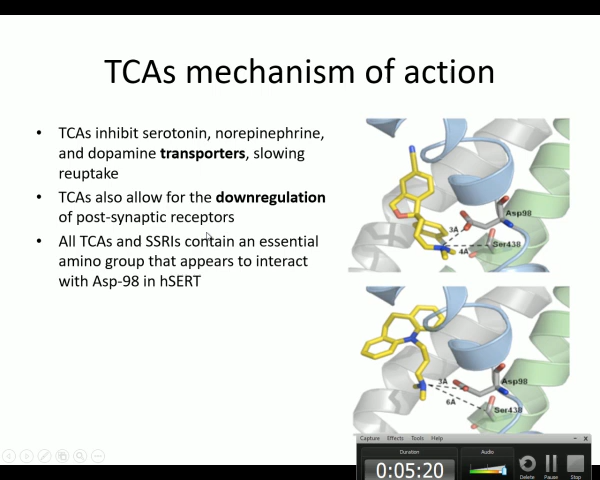 TCAs mechanism of action
• TCAs inhibit serotonin, norepinephrine,
and dopamine transporters, slowing
reuptake
• TCAs also allow for the downregulation
of post-synaptic receptors
• All TCAs and SSRIs contain an essential
amino group that appears to interact
with Asp-98 in hSERT
Asp98
3A
Ser438
4A
Asp98
3A
Ser438
6A
Capture Effects Tools Help
Duration
Audio
0:05:20
Delete Pause Stop